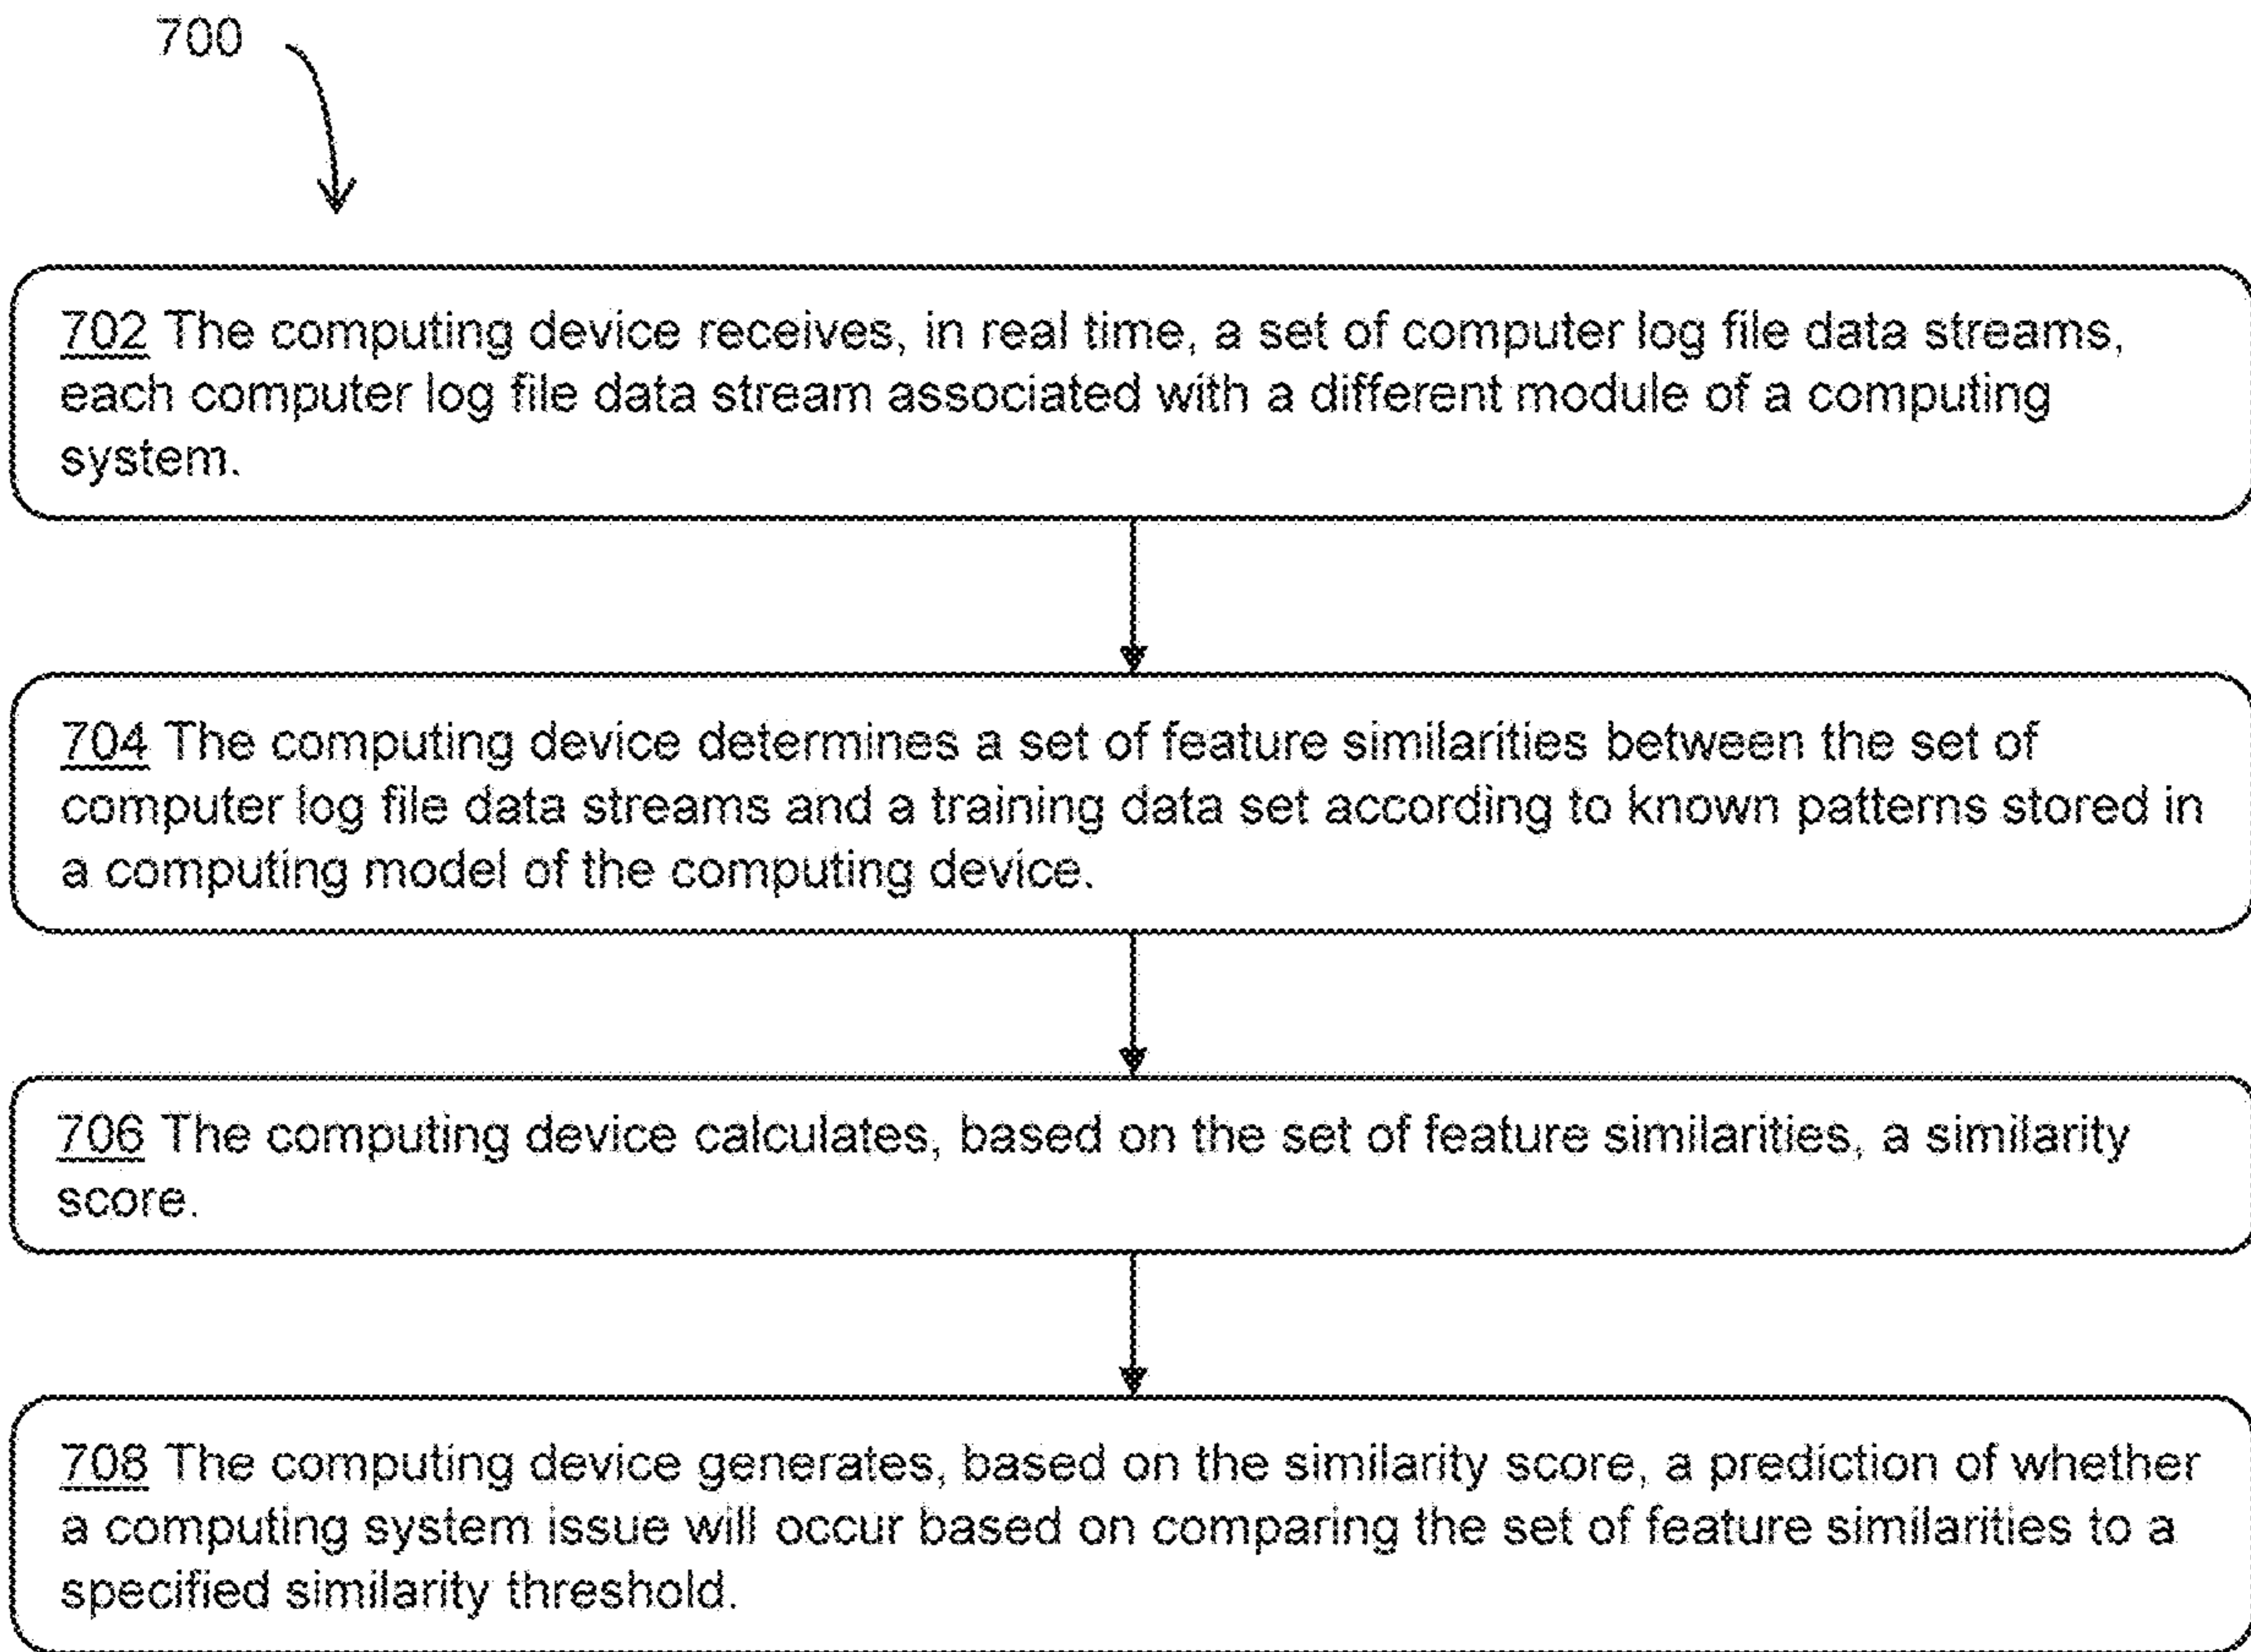 700
702 The computing device receives, in real time, a set of computer log file data streams,
each computer log file data stream associated with a different module of a computing
system.
704 The computing device determines a set of feature similarities between the set of
computer log file data streams and a training data set according to known patterns stored in
a computing model of the computing device.
706 The computing device calculates, based on the set of feature similarities, a similarity
score.
708 The computing device generates, based on the similarity score, a prediction of whether
a computing system issue will occur based on comparing the set of feature similarities to a
specified similarity threshold.